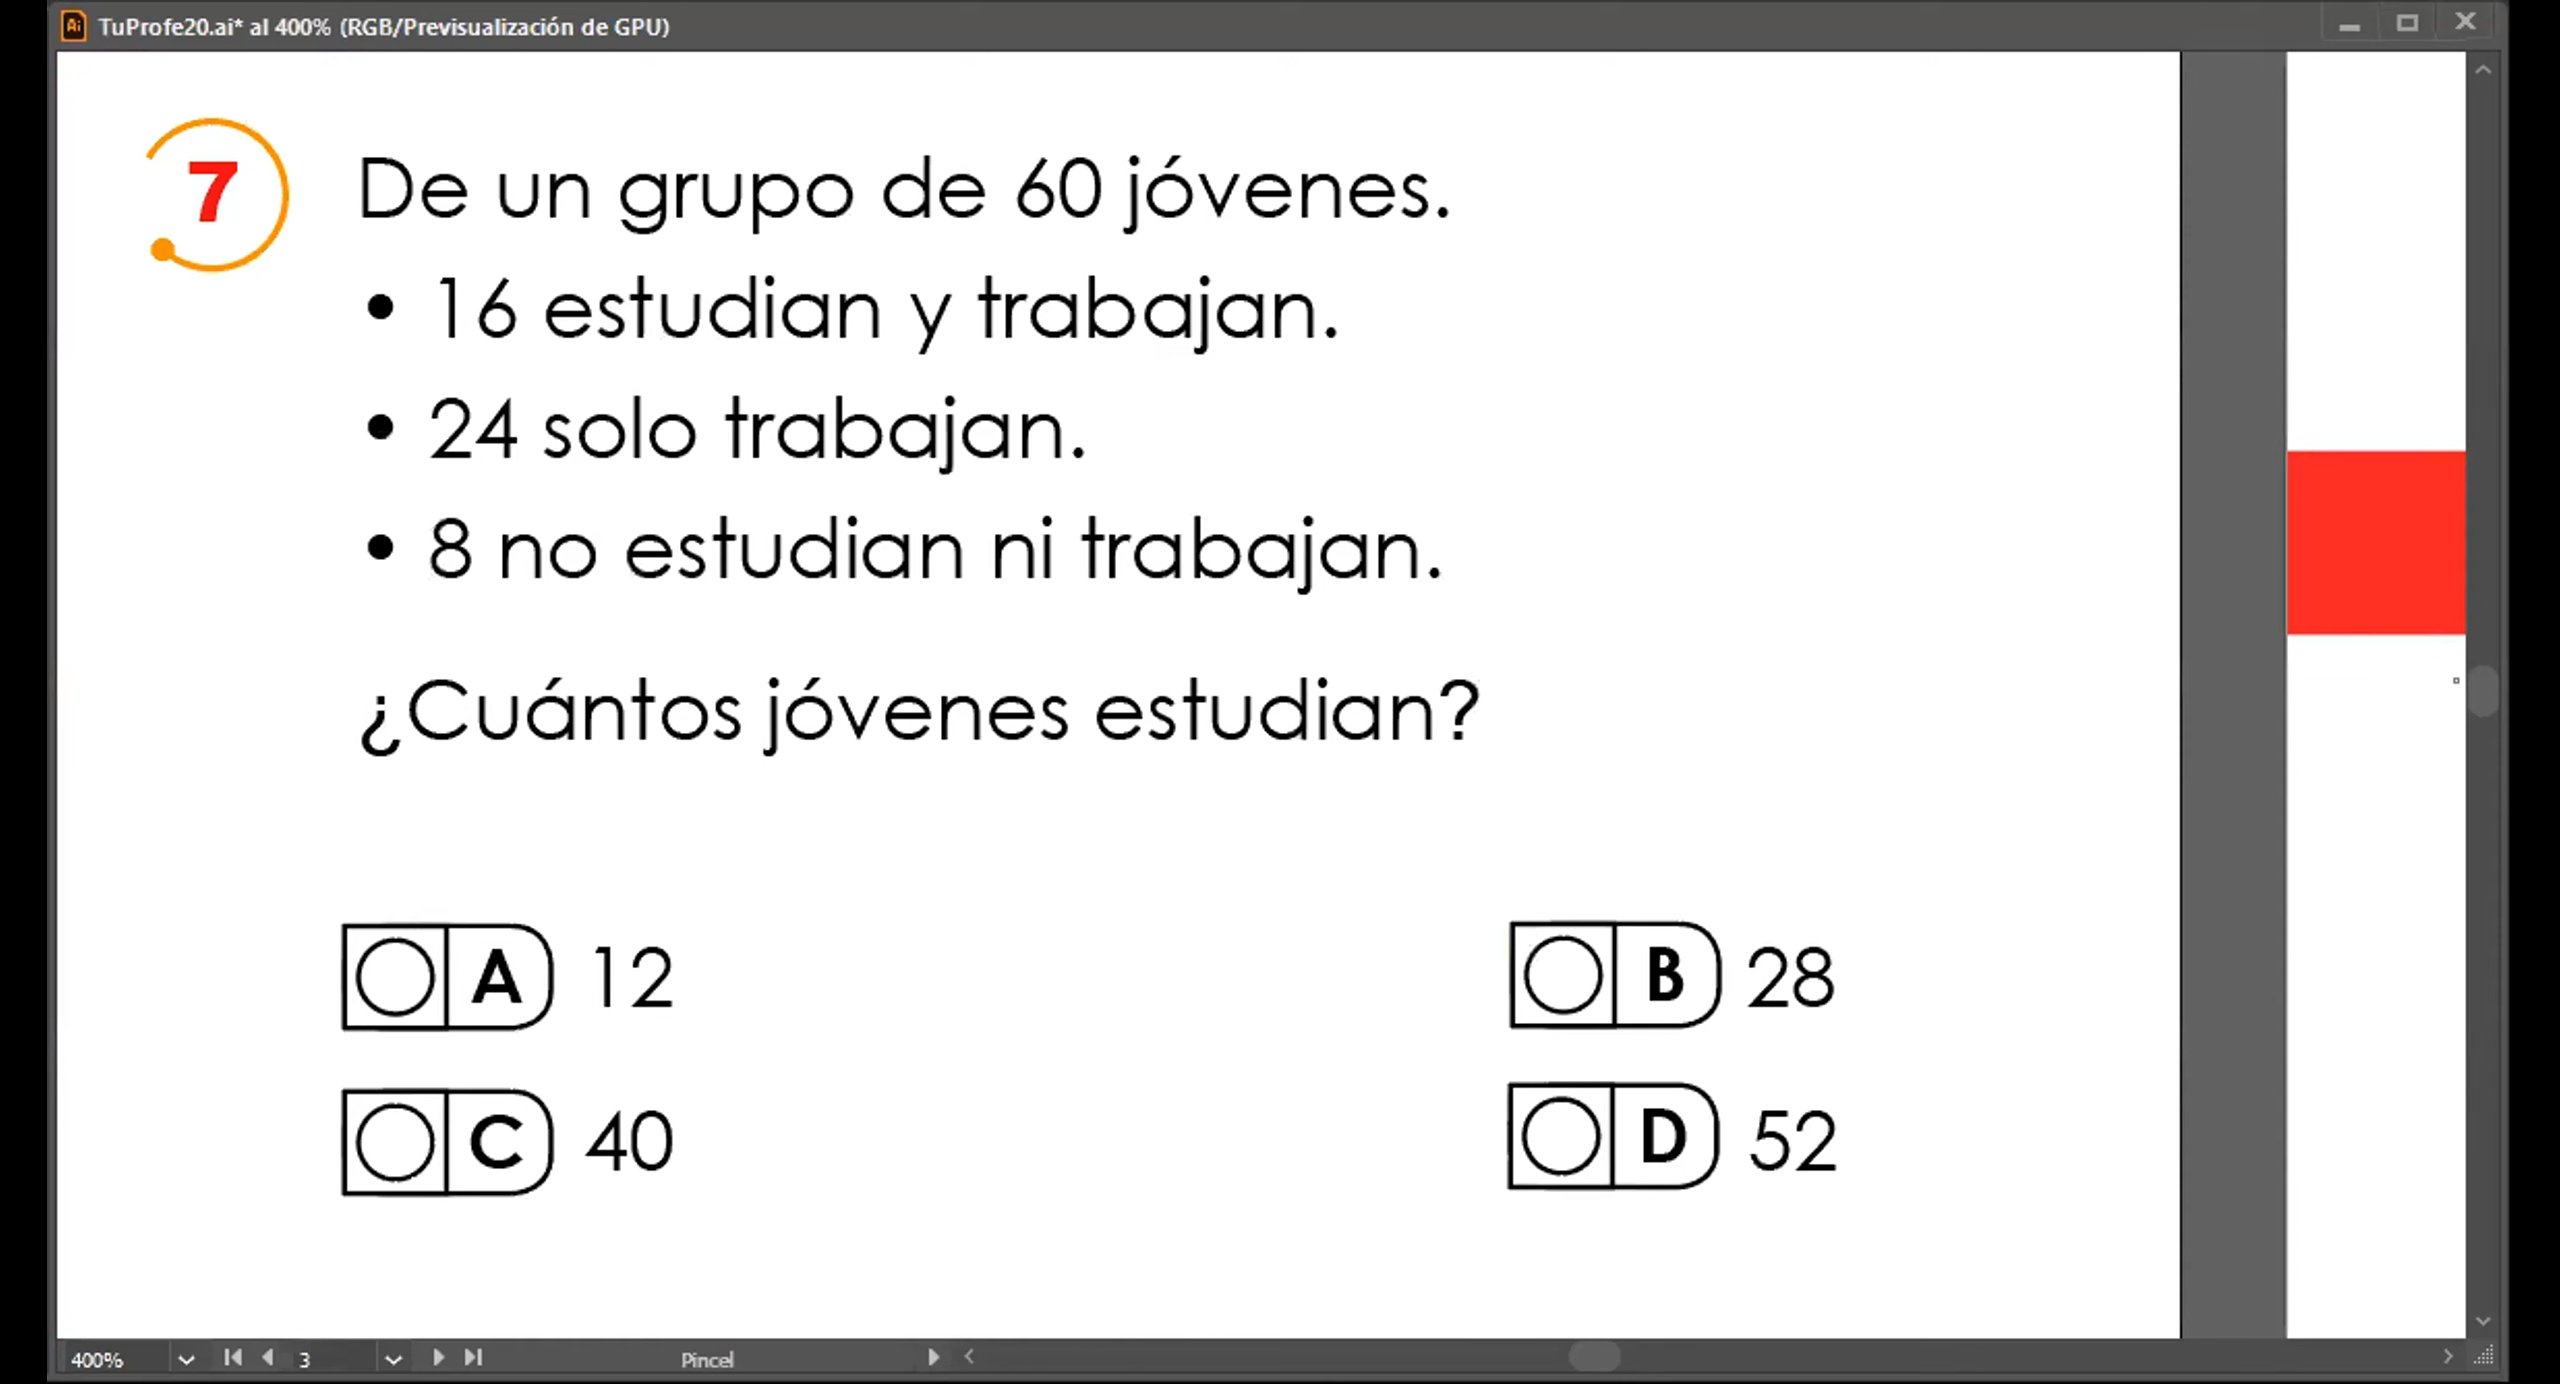 TuProfe20.ai* al 400% (RGB/Previsualización de GPU)
7 De un grupo de 60 jóvenes.
• 16 estudian y trabajan.
• 24 solo trabajan.
• 8 no estudian ni trabajan.
¿Cuántos jóvenes estudian?
A 12
B 28
C 40
D 52
400% 3 Pincel